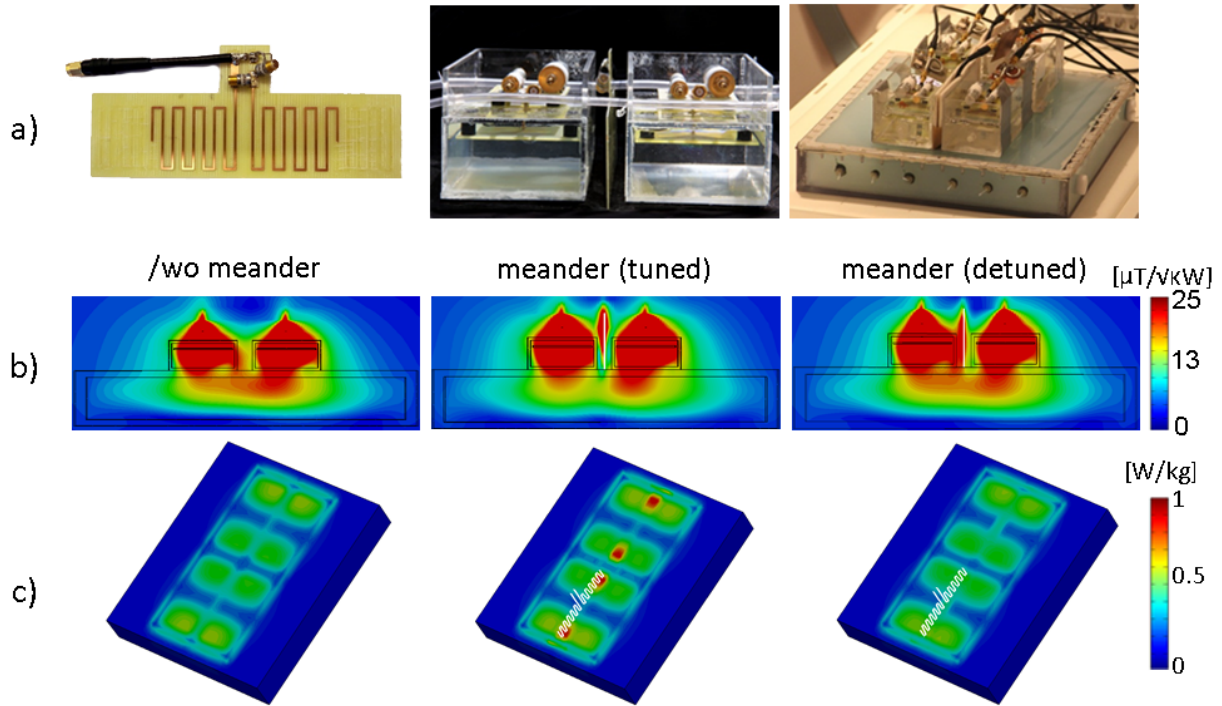 a)
/wo meander
meander (tuned)
meander (detuned)
[μT/√KW]
25
b)
13
0
[W/kg]
1
c)
0.5
0